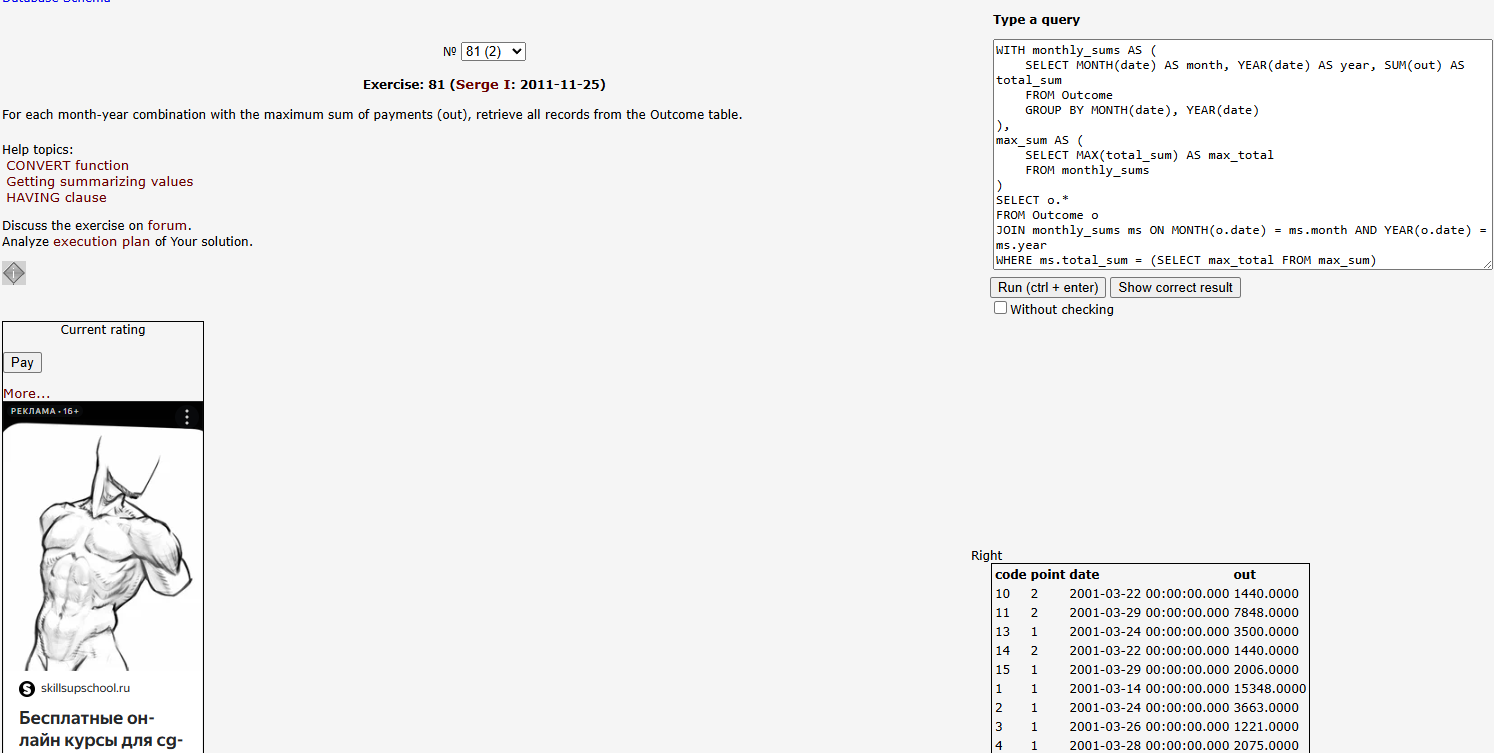 Database Schema
№ 81 (2)
Exercise: 81 (Serge I: 2011-11-25)
For each month-year combination with the maximum sum of payments (out), retrieve all records from the Outcome table.
Help topics:
CONVERT function
Getting summarizing values
HAVING clause
Discuss the exercise on forum.
Analyze execution plan of Your solution.
Current rating
Pay
More...
РЕКЛАМА • 16+
skillsupschool.ru
Бесплатные он-
лайн курсы для cg-
Type a query
WITH monthly_sums AS (
SELECT MONTH(date) AS month, YEAR(date) AS year, SUM(out) AS
total_sum
FROM Outcome
GROUP BY MONTH(date), YEAR(date)
),
max_sum AS (
SELECT MAX(total_sum) AS max_total
FROM monthly_sums
)
SELECT o.*
FROM Outcome o
JOIN monthly_sums ms ON MONTH(o.date) = ms.month AND YEAR(o.date) =
ms.year
WHERE ms.total_sum = (SELECT max_total FROM max_sum)
Run (ctrl + enter) Show correct result
Without checking
Right
code point date out
10 2 2001-03-22 00:00:00.000 1440.0000
11 2 2001-03-29 00:00:00.000 7848.0000
13 1 2001-03-24 00:00:00.000 3500.0000
14 2 2001-03-22 00:00:00.000 1440.0000
15 1 2001-03-29 00:00:00.000 2006.0000
1 1 2001-03-14 00:00:00.000 15348.0000
2 1 2001-03-24 00:00:00.000 3663.0000
3 1 2001-03-26 00:00:00.000 1221.0000
4 1 2001-03-28 00:00:00.000 2075.0000